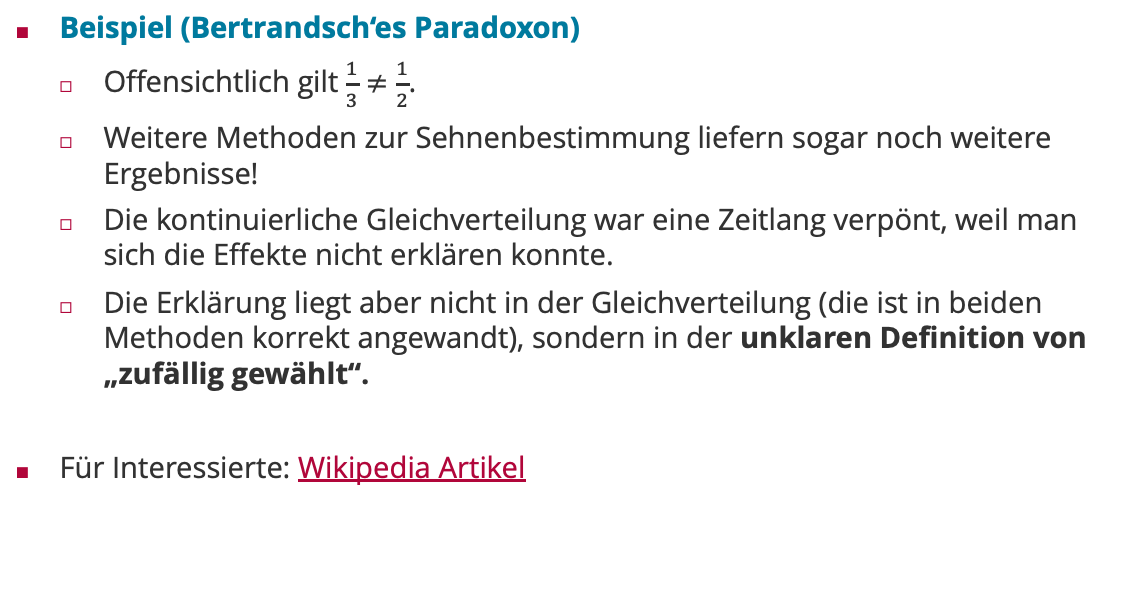 Beispiel (Bertrandsch‘es Paradoxon)
Offensichtlich gilt 1/3 ≠ 1/2.
Weitere Methoden zur Sehnenbestimmung liefern sogar noch weitere
Ergebnisse!
Die kontinuierliche Gleichverteilung war eine Zeitlang verpönt, weil man
sich die Effekte nicht erklären konnte.
Die Erklärung liegt aber nicht in der Gleichverteilung (die ist in beiden
Methoden korrekt angewandt), sondern in der unklaren Definition von
„zufällig gewählt“.
Für Interessierte: Wikipedia Artikel